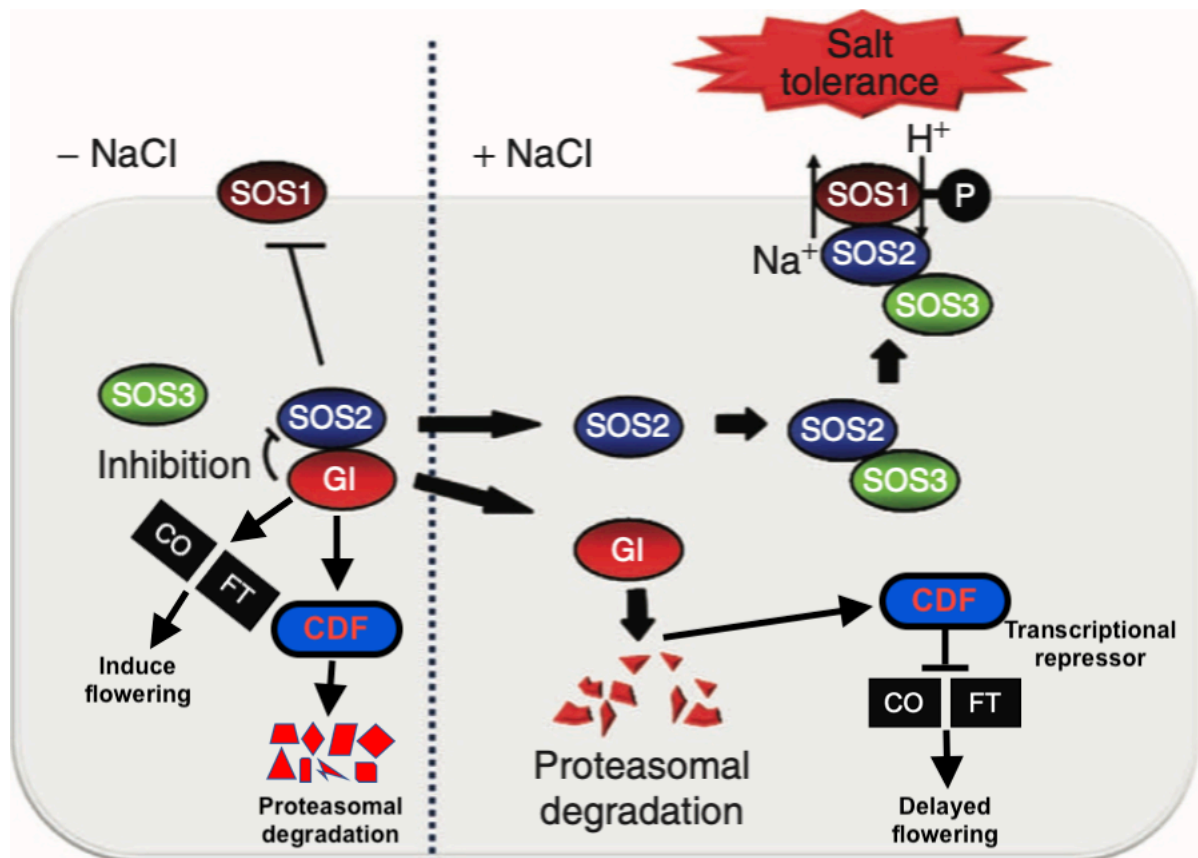 Salt
tolerance
− NaCl
+ NaCl
H+
SOS1
SOS1
P
Na+
SOS2
SOS3
SOS3
SOS2
SOS2
SOS2
Inhibition
GI
SOS3
CO
FT
GI
CDF
CDF
Transcriptional
repressor
Induce
flowering
CO
FT
Proteasomal
degradation
Proteasomal
degradation
Delayed
flowering